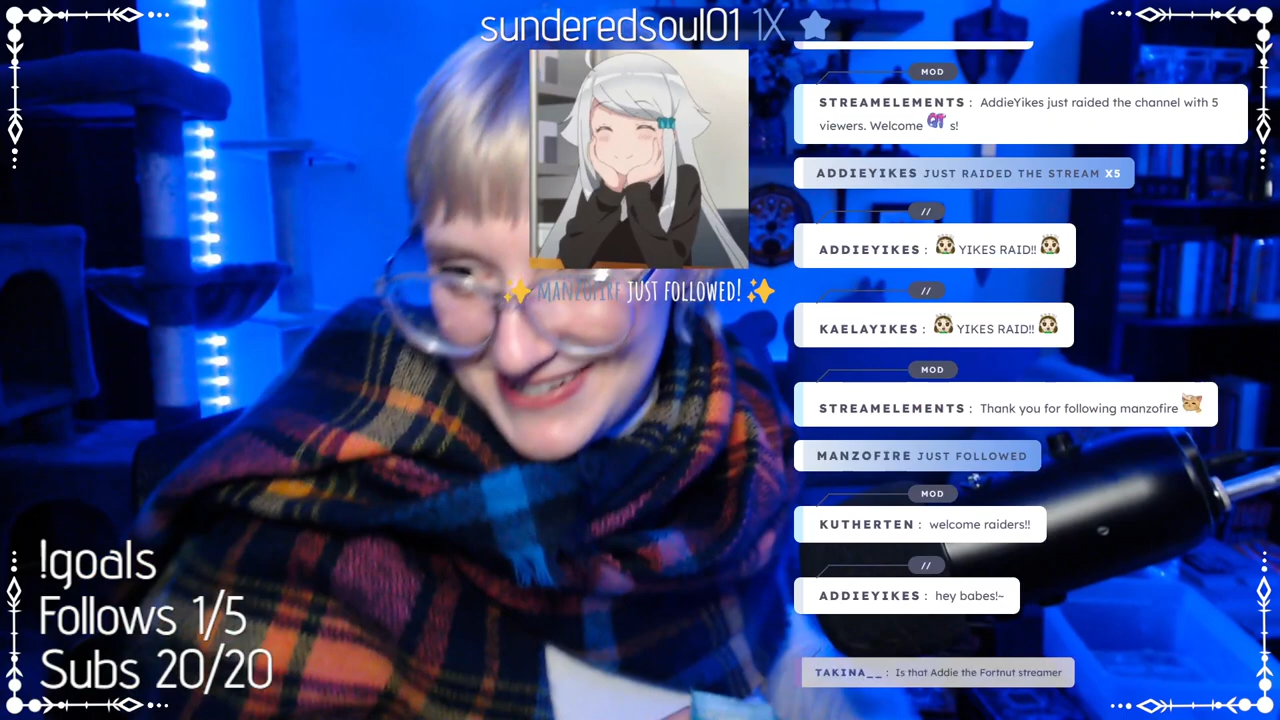 sunderedsoul01 1X
MOD
STREAMELEMENTS : AddieYikes just raided the channel with 5
viewers. Welcome GT s!
ADDIEYIKES JUST RAIDED THE STREAM X5
//
ADDIEYIKES : YIKES RAID!!
//
KAELAYIKES : YIKES RAID!!
MANZOFIRE JUST FOLLOWED!
MOD
STREAMELEMENTS : Thank you for following manzofire
MANZOFIRE JUST FOLLOWED
MOD
KUTHERTEN : welcome raiders!!
//
ADDIEYIKES : hey babes!~
TAKINA__ : Is that Addie the Fortnut streamer
!goals
Follows 1/5
Subs 20/20